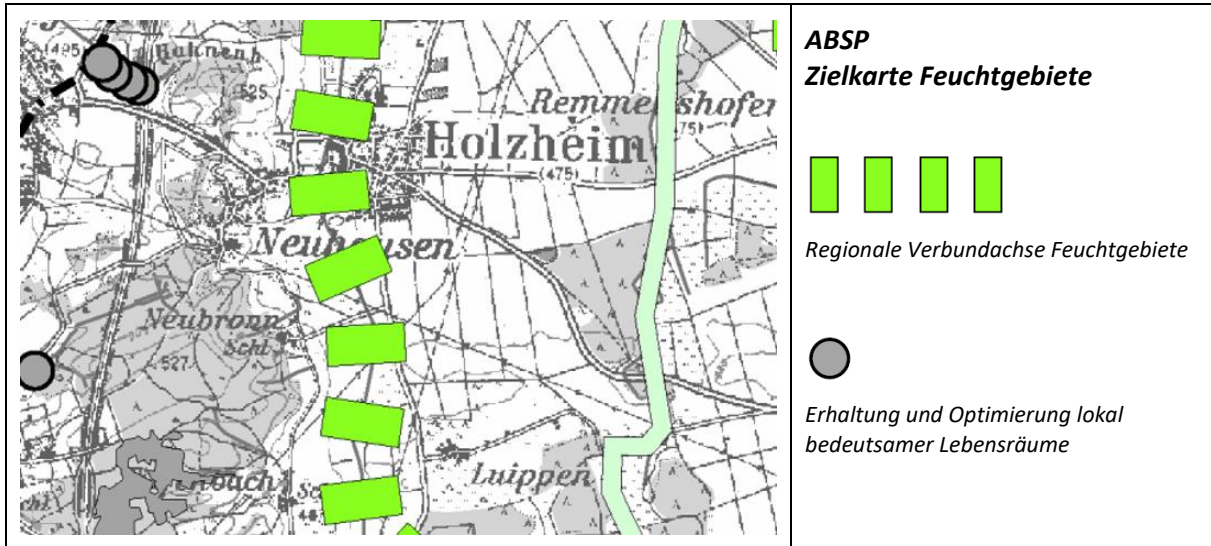 ABSP
Zielkarte Feuchtgebiete
Regionale Verbundachse Feuchtgebiete
Erhaltung und Optimierung lokal
bedeutsamer Lebensräume
525
Holzheim
(475)
Neuhausen
Neubronn
Schl
527
Luippen